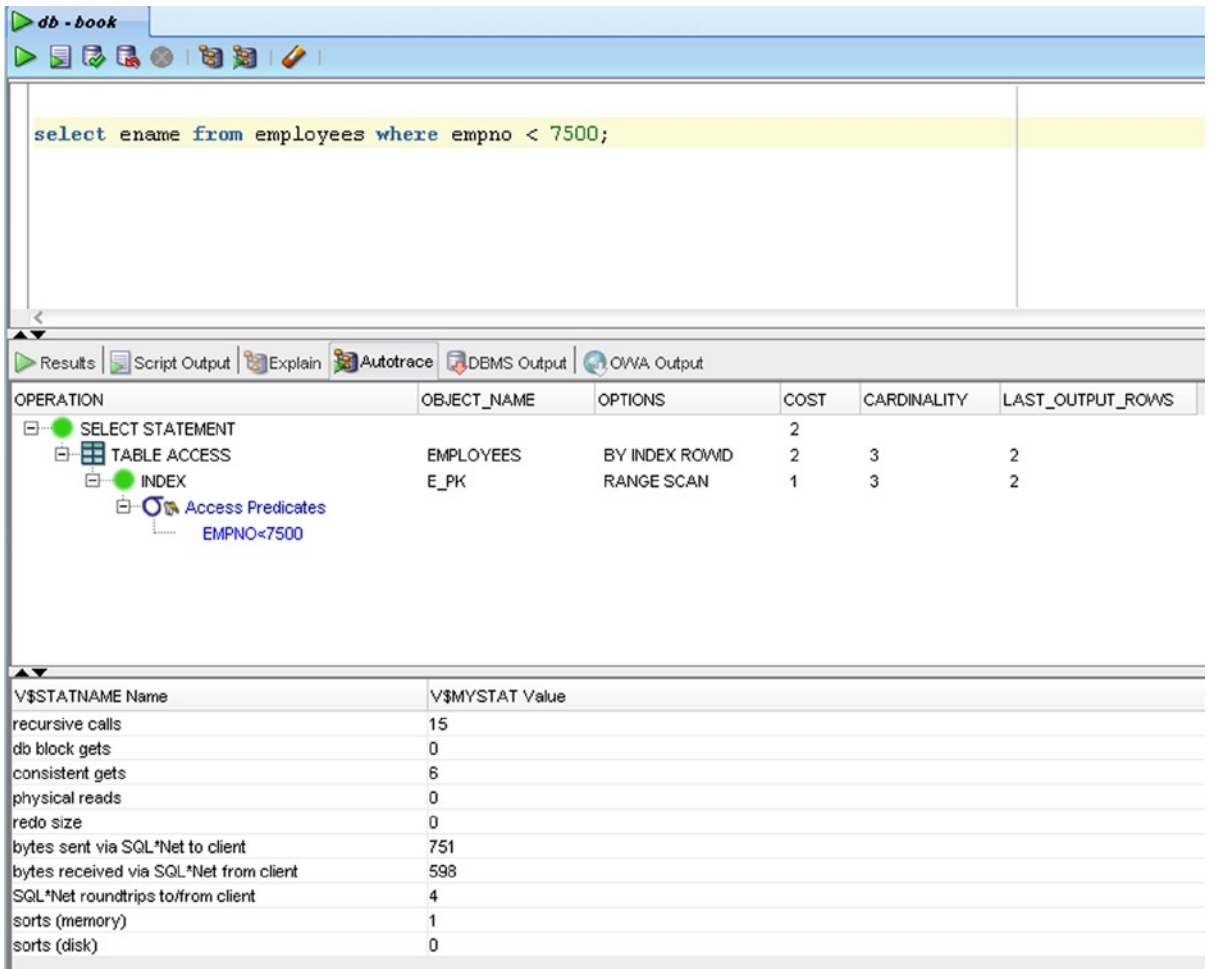 db - book
select ename from employees where empno < 7500;
Results Script Output Explain Autotrace DBMS Output OWA Output
OPERATION OBJECT_NAME OPTIONS COST CARDINALITY LAST_OUTPUT_ROWS
SELECT STATEMENT 2
TABLE ACCESS EMPLOYEES BY INDEX ROWID 2 3 2
INDEX E_PK RANGE SCAN 1 3 2
Access Predicates
EMPNO<7500
V$STATNAME Name V$MYSTAT Value
recursive calls 15
db block gets 0
consistent gets 6
physical reads 0
redo size 0
bytes sent via SQL*Net to client 751
bytes received via SQL*Net from client 598
SQL*Net roundtrips to/from client 4
sorts (memory) 1
sorts (disk) 0